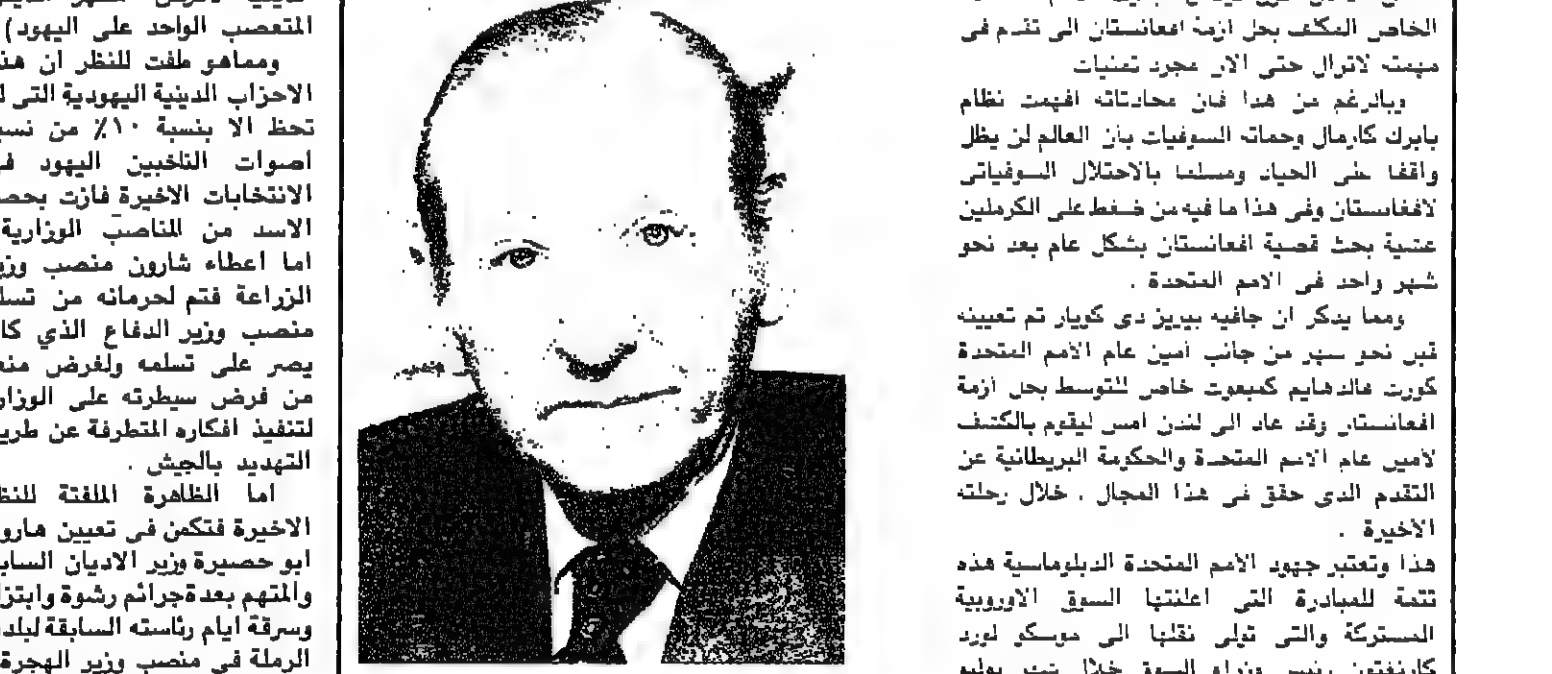 الخاص المكلف بحل ازمة افغانستان الى تقدم فى
مهمته لاتزال حتى الان مجرد تمنيات
وبالرغم من هذا فان محادثاته افهمت نظام
بابرك كارمال وحماته السوفيات بان العالم لن يظل
واقفا على الحياد ومسلما بالاحتلال السوفياتى
لافغانستان وفى هذا ما فيه من ضغط على الكرملين
عشية بحث قضية افغانستان بشكل عام بعد نحو
شهر واحد فى الامم المتحدة .
ومما يذكر ان جافيه بيريز دى كويار تم تعيينه
قبل نحو شهر من جانب امين عام الامم المتحدة
كورت فالدهايم كمبعوث خاص للتوسط بحل ازمة
افغانستان وقد عاد الى لندن امس ليقوم بالكشف
لأمين عام الامم المتحدة والحكومة البريطانية عن
التقدم الذى حقق فى هذا المجال . خلال رحلته
الأخيرة .
هذا وتعتبر جهود الأمم المتحدة الدبلوماسية هذه
تتمة للمبادرة التى اعلنتها السوق الاوروبية
المشتركة والتى تولى نقلها الى موسكو لورد
المتعصب الواحد على اليهود)
ومماهو ملفت للنظر ان هذ
الاحزاب الدينية اليهودية التى ل
تحظ الا بنسبة ١٠٪ من نسب
اصوات الناخبين اليهود ف
الانتخابات الاخيرة فازت بحص
الاسد من المناصب الوزارية
اما اعطاء شارون منصب وزي
الزراعة فتم لحرمانه من تسل
منصب وزير الدفاع الذي كا
يصر على تسلمه ولغرض منع
من فرض سيطرته على الوزار
لتنفيذ افكاره المتطرفة عن طري
التهديد بالجيش .
اما الظاهرة الملفتة للنظ
الاخيرة فتكمن فى تعيين هارو
ابو حصيرة وزير الاديان الساب
والمتهم بعدة جرائم رشوة وابتزا
وسرقة ايام رئاسته السابقة لبلد
الرملة فى منصب وزير الهجرة